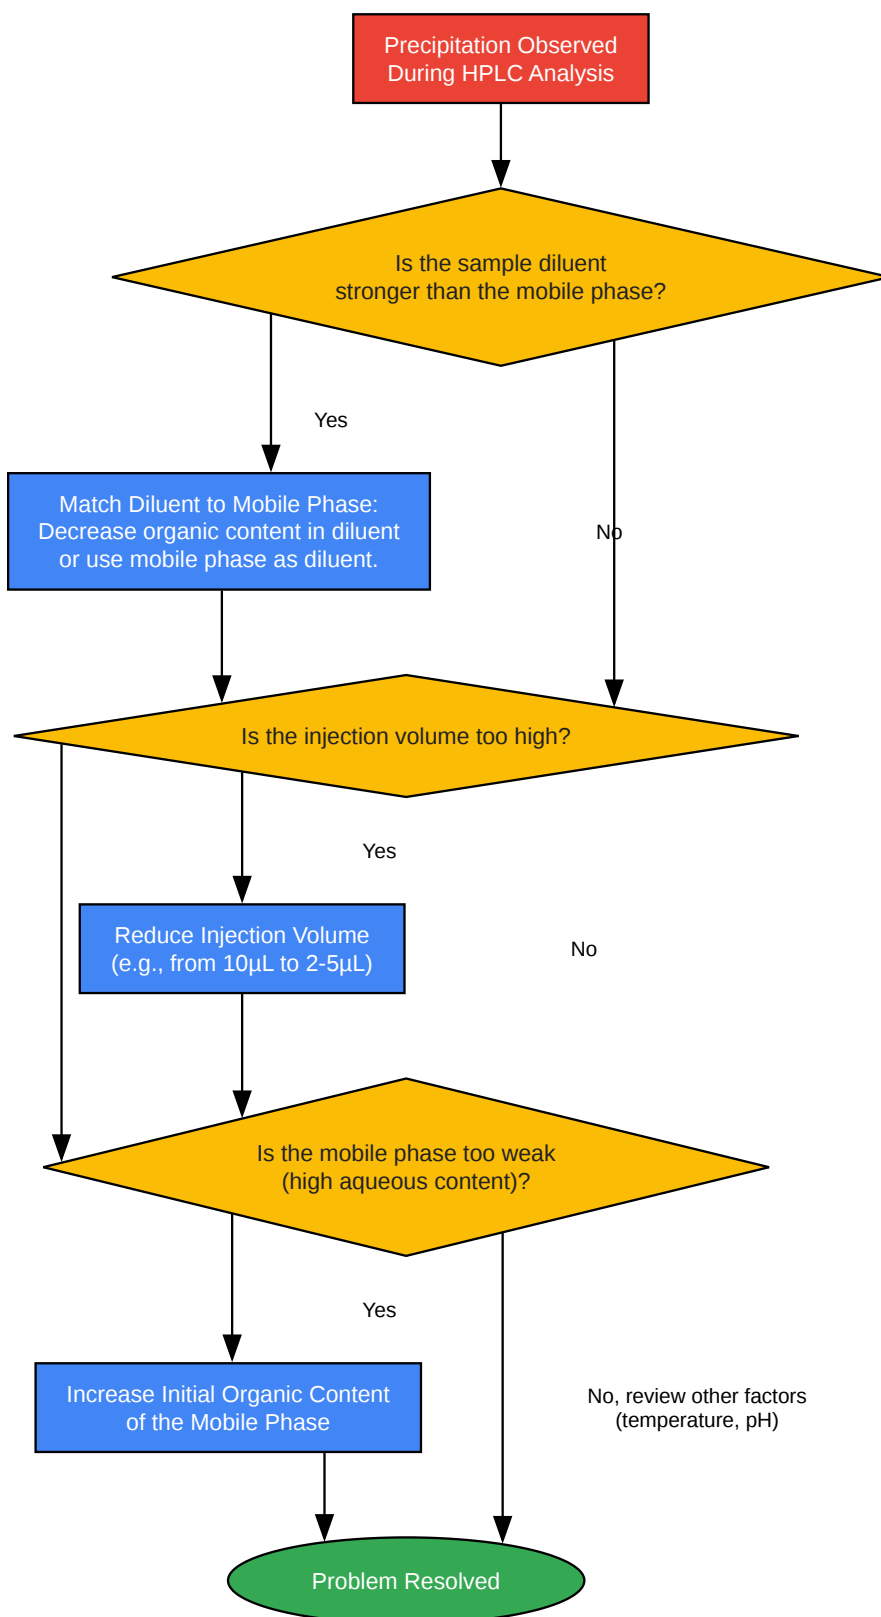 Precipitation Observed
During HPLC Analysis
Is the sample diluent
stronger than the mobile phase?
Yes
Match Diluent to Mobile Phase:
Decrease organic content in diluent
or use mobile phase as diluent.
No
Is the injection volume too high?
Yes
Reduce Injection Volume
(e.g., from 10µL to 2-5µL)
No
Is the mobile phase too weak
(high aqueous content)?
Yes
Increase Initial Organic Content
of the Mobile Phase
No, review other factors
(temperature, pH)
Problem Resolved